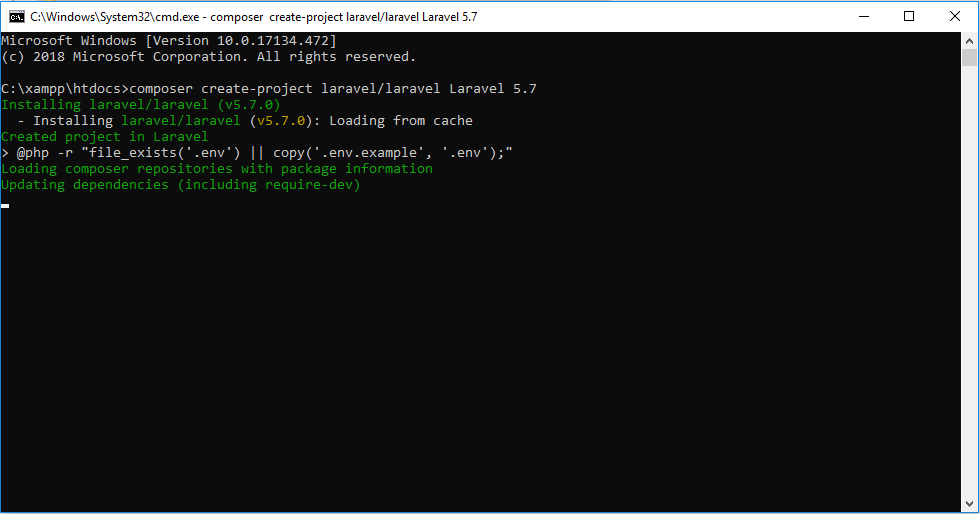 C:\Windows\System32\cmd.exe - composer  create-project laravel/laravel Laravel 5.7
Microsoft Windows [Version 10.0.17134.472]
(c) 2018 Microsoft Corporation. All rights reserved.
C:\xampp\htdocs>composer create-project laravel/laravel Laravel 5.7
Installing laravel/laravel (v5.7.0)
  - Installing laravel/laravel (v5.7.0): Loading from cache
Created project in Laravel
> @php -r "file_exists('.env') || copy('.env.example', '.env');"
Loading composer repositories with package information
Updating dependencies (including require-dev)